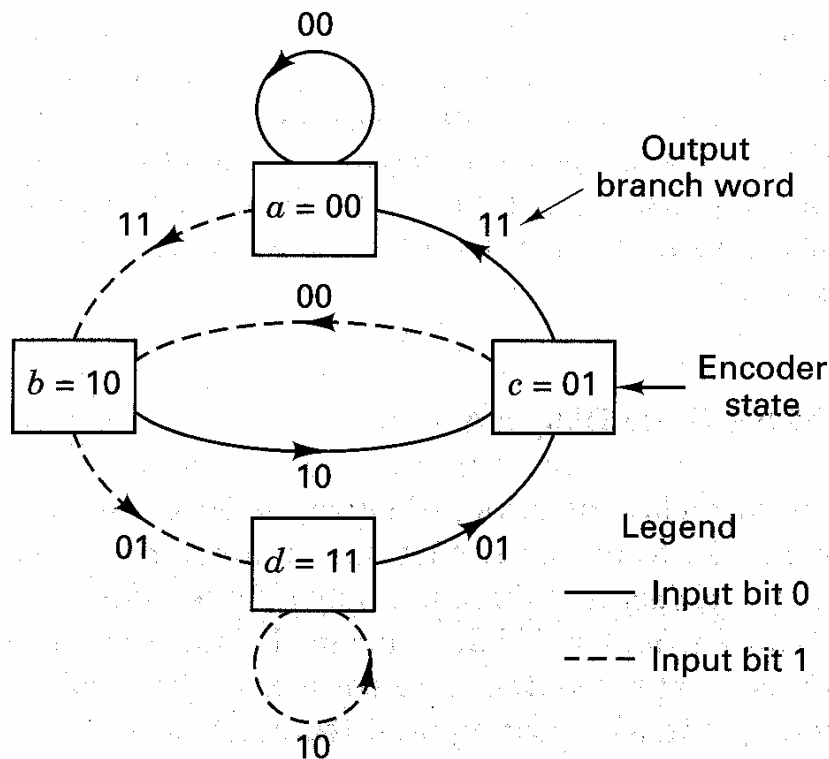 00
a = 00
Output
branch word
11
11
00
b = 10
c = 01
Encoder
state
10
01
d = 11
01
Legend
Input bit 0
Input bit 1
10